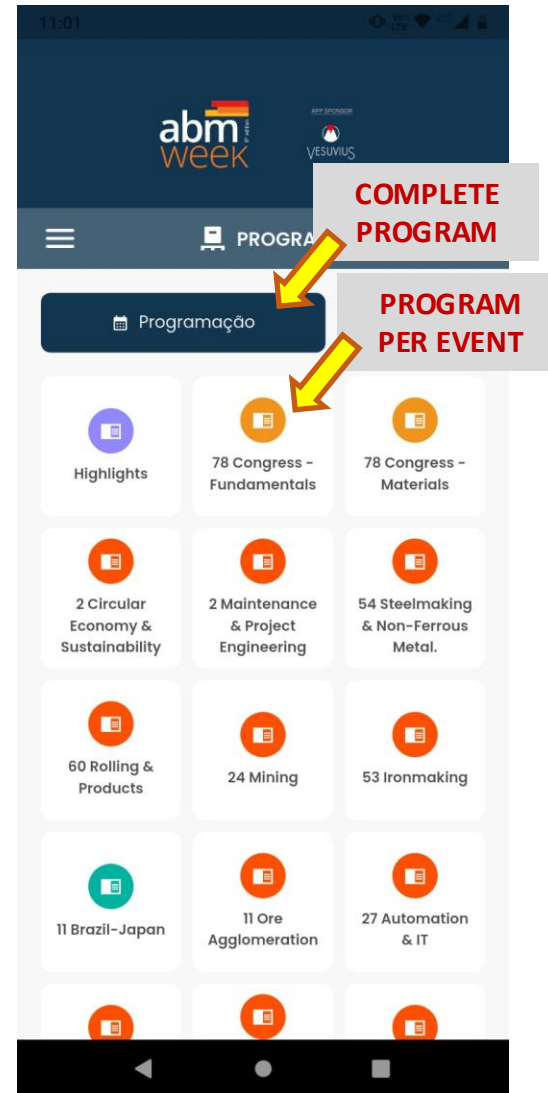 11:01
VoLTE 4G
abm
week
APP SPONSOR
VESUVIUS
COMPLETE
PROGRAM
PROGRA
PROGRAM
PER EVENT
Programação
Highlights
78 Congress -
Fundamentals
78 Congress -
Materials
2 Circular
Economy &
Sustainability
2 Maintenance
& Project
Engineering
54 Steelmaking
& Non-Ferrous
Metal.
60 Rolling &
Products
24 Mining
53 Ironmaking
11 Brazil-Japan
11 Ore
Agglomeration
27 Automation
& IT